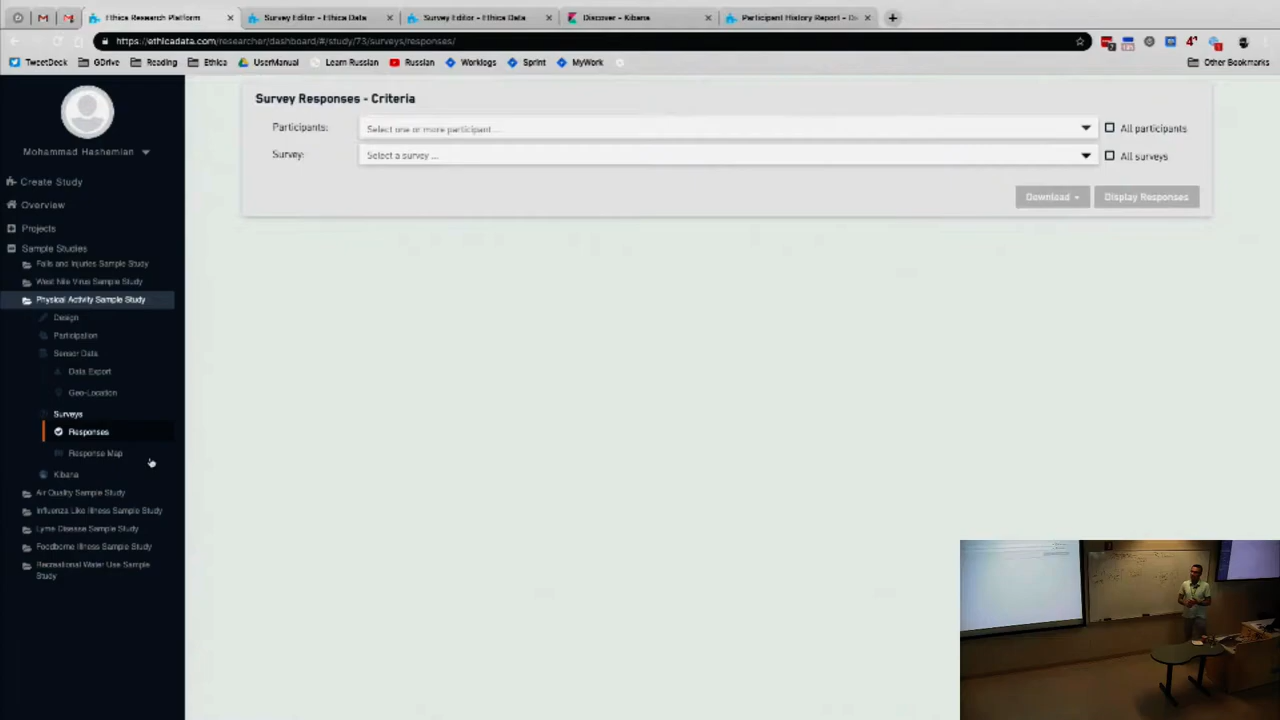 Ethica Research Platform
Survey Editor - Ethica Data
Survey Editor - Ethica Data
Discover - Kibana
Participant History Report - Da
https://ethicadata.com/researcher/dashboard/#/study/73/surveys/responses/
TweetDeck
GDrive
Reading
Ethica
UserManual
Learn Russian
Russian
Worklogs
Sprint
MyWork
Other Bookmarks
Mohammad Hashemian
Create Study
Overview
Projects
Sample Studies
Falls and Injuries Sample Study
West Nile Virus Sample Study
Physical Activity Sample Study
Design
Participation
Sensor Data
Data Export
Geo-Location
Surveys
Responses
Response Map
Kibana
Air Quality Sample Study
Influenza Like Illness Sample Study
Lyme Disease Sample Study
Foodborne Illness Sample Study
Recreational Water Use Sample
Study
Survey Responses - Criteria
Participants:
Select one or more participant ...
All participants
Survey:
Select a survey ...
All surveys
Download
Display Responses